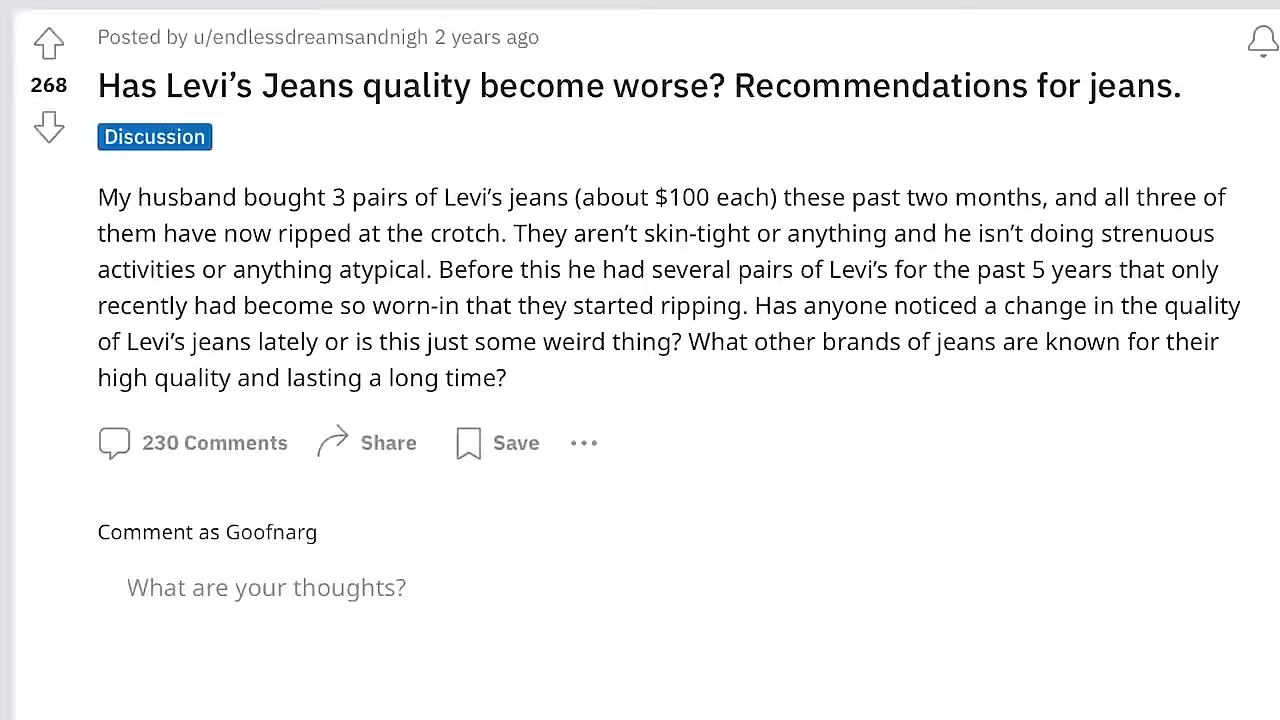 Posted by u/endlessdreamsandnigh 2 years ago
268
Has Levi’s Jeans quality become worse? Recommendations for jeans.
Discussion
My husband bought 3 pairs of Levi’s jeans (about $100 each) these past two months, and all three of
them have now ripped at the crotch. They aren’t skin-tight or anything and he isn’t doing strenuous
activities or anything atypical. Before this he had several pairs of Levi’s for the past 5 years that only
recently had become so worn-in that they started ripping. Has anyone noticed a change in the quality
of Levi’s jeans lately or is this just some weird thing? What other brands of jeans are known for their
high quality and lasting a long time?
230 Comments Share Save
Comment as Goofnarg
What are your thoughts?